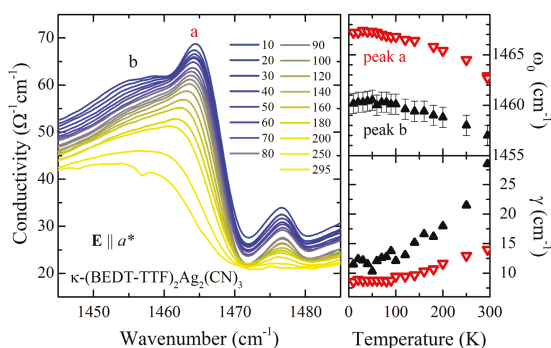 a
b
70
60
50
40
30
20
Conductivity (Ω⁻¹cm⁻¹)
10 90
20 100
30 120
40 140
50 160
60 180
70 200
80 250
295
E ∥ a*
κ-(BEDT-TTF)₂Ag₂(CN)₃
1450 1460 1470 1480
Wavenumber (cm⁻¹)
peak a
peak b
1465
1460
1455
ω₀
25
20
15
10
γ (cm⁻¹)
0 100 200 300
Temperature (K)